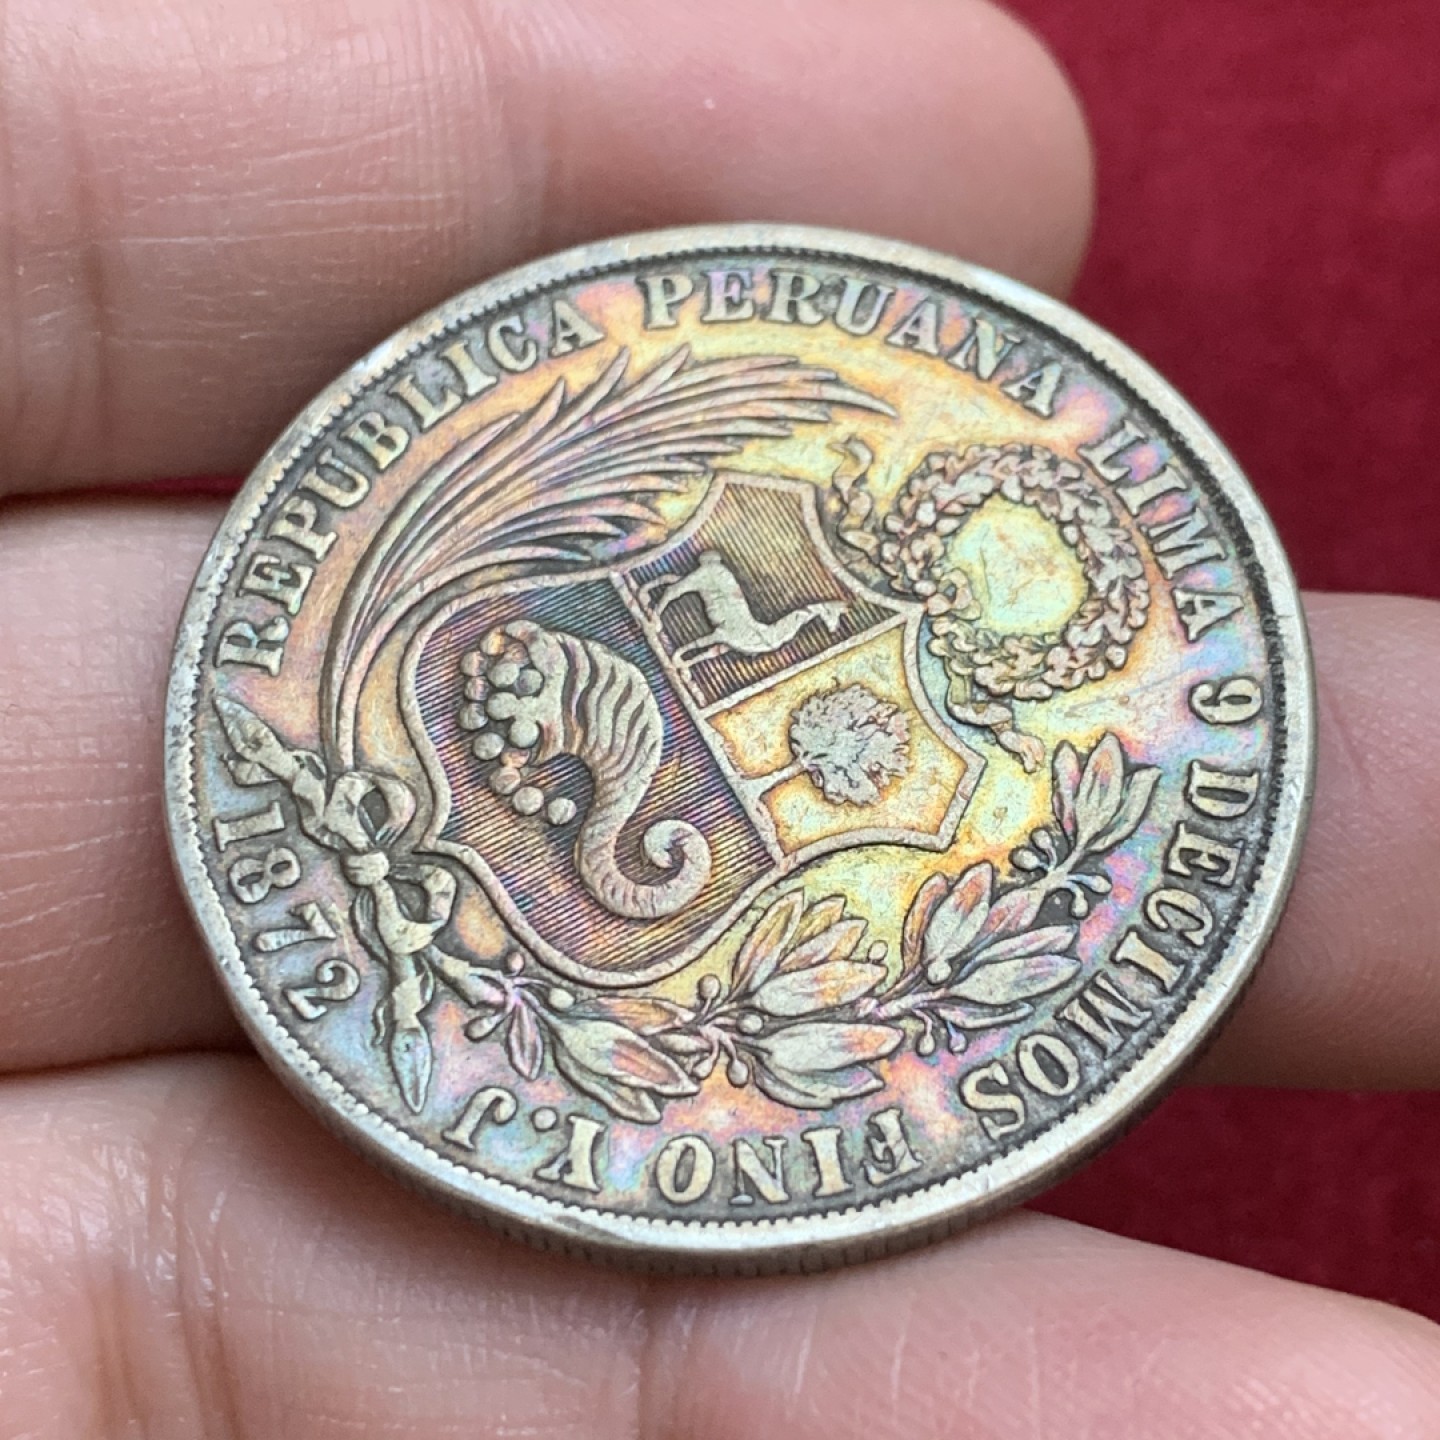 REPUBLICA PERUANA LIMA 9 DECIMOS FINO Y.J
1872